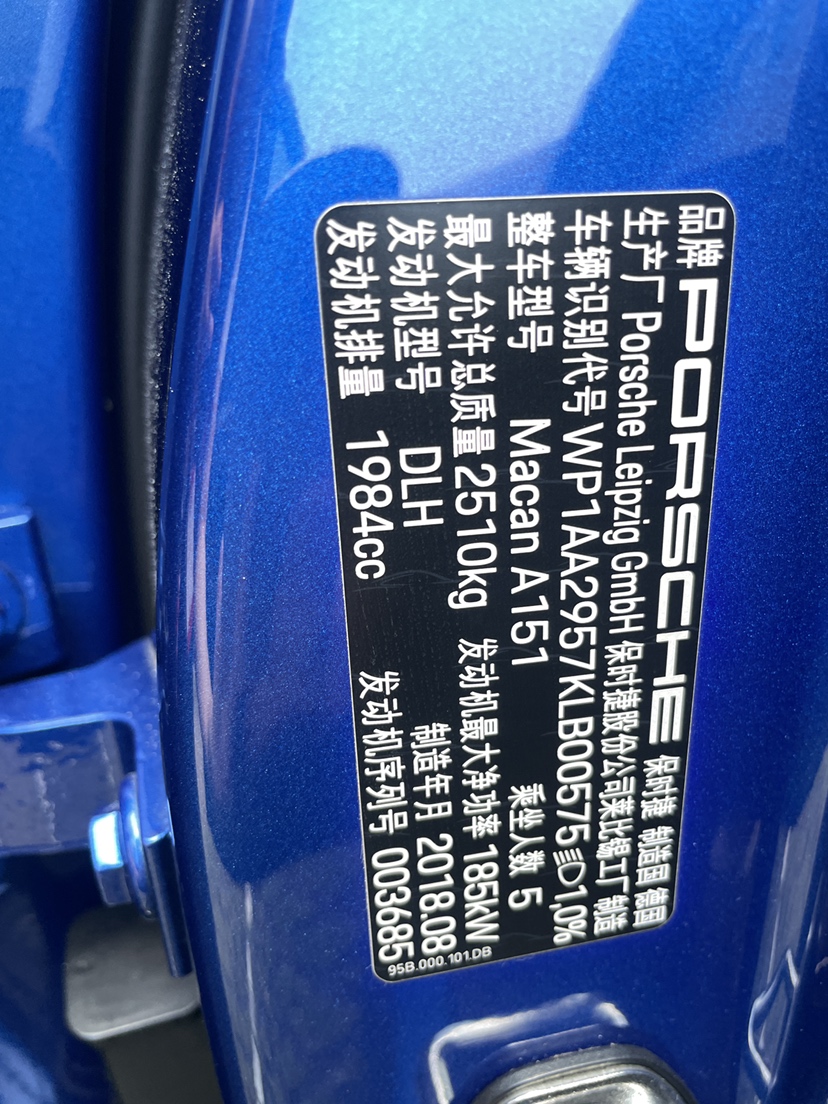 品牌 PORSCHE 保时捷 制造国 德国
生产厂 Porsche Leipzig GmbH 保时捷股份公司莱比锡工厂 制造
车辆识别代号 WP1AA2957KLB00575 1,0%
整车型号 Macan A151 乘坐人数 5
最大允许总质量 2510kg 发动机最大净功率 185kW
发动机型号 DLH 制造年月 2018.08
发动机排量 1984cc 发动机序列号 003685
95B.000.101.DB